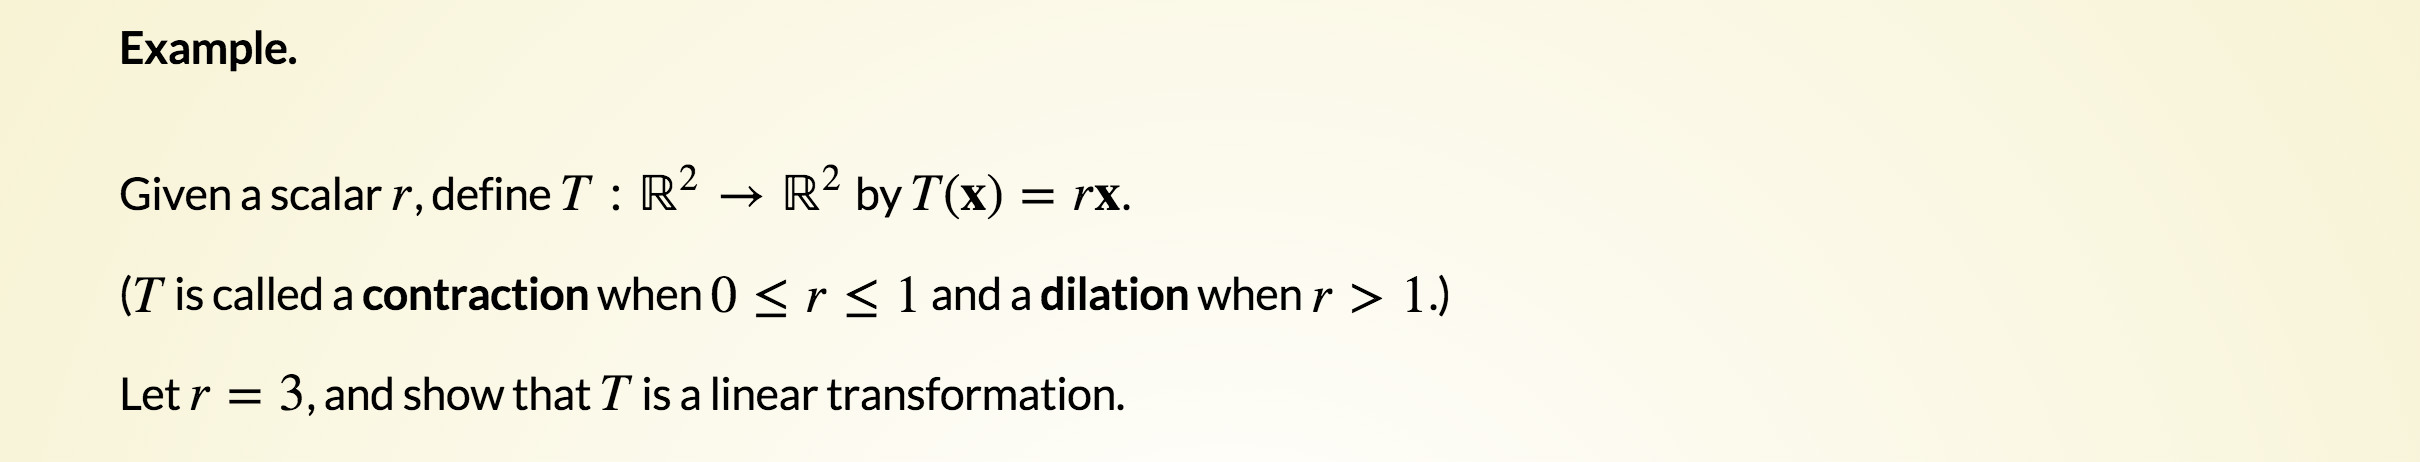 Example.
Given a scalar r, define T : ℝ² → ℝ² by T(x) = rx.
(T is called a contraction when 0 ≤ r ≤ 1 and a dilation when r > 1.)
Let r = 3, and show that T is a linear transformation.